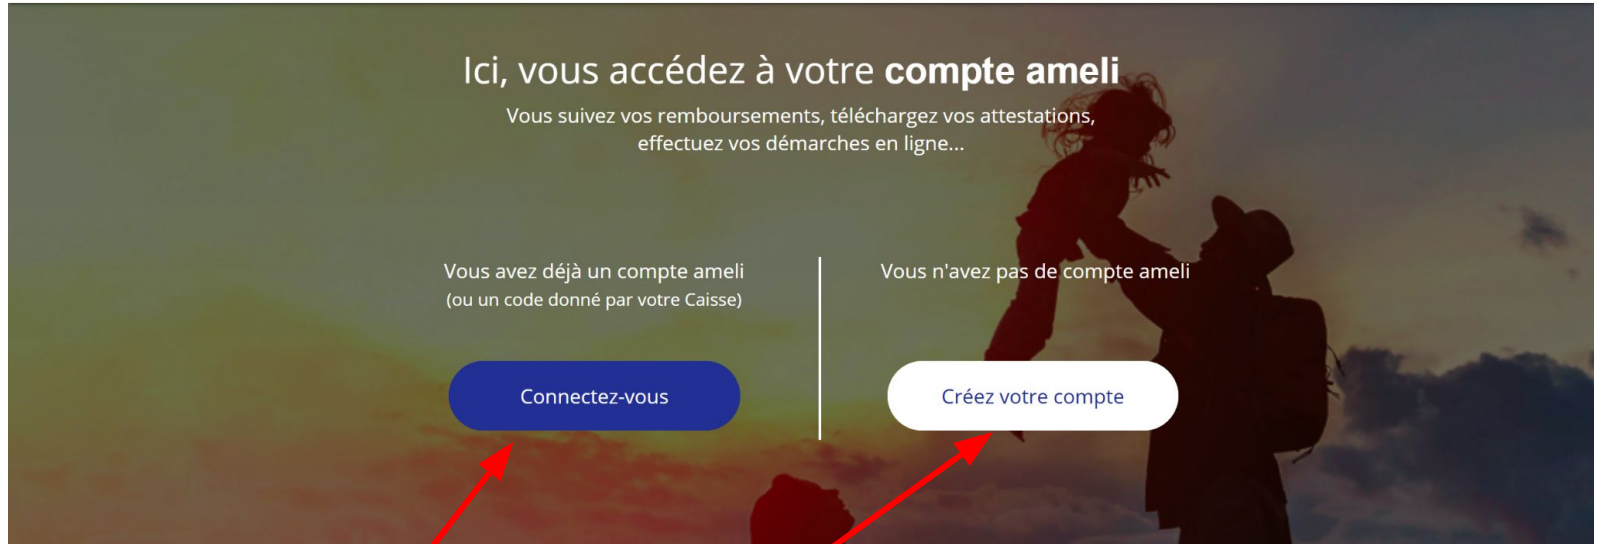 Ici, vous accédez à votre compte ameli
Vous suivez vos remboursements, téléchargez vos attestations,
effectuez vos démarches en ligne...
Vous avez déjà un compte ameli
(ou un code donné par votre Caisse)
Connectez-vous
Vous n'avez pas de compte ameli
Créez votre compte